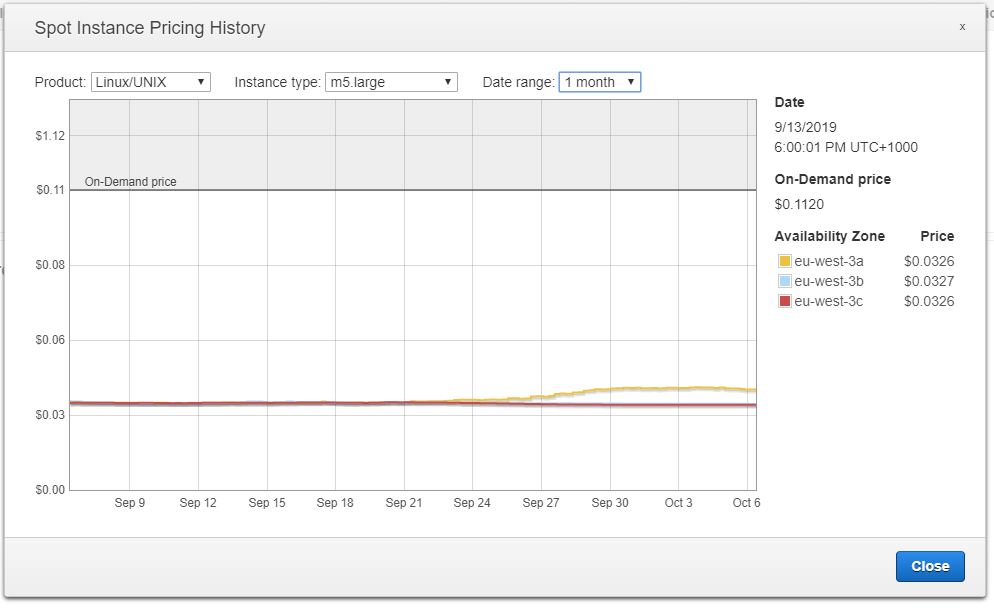 Spot Instance Pricing History
x
Product: Linux/UNIX Instance type: m5.large Date range: 1 month
$1.12
On-Demand price
$0.11
$0.08
$0.06
$0.03
$0.00
Sep 9 Sep 12 Sep 15 Sep 18 Sep 21 Sep 24 Sep 27 Sep 30 Oct 3 Oct 6
Date
9/13/2019
6:00:01 PM UTC+1000
On-Demand price
$0.1120
Availability Zone Price
eu-west-3a $0.0326
eu-west-3b $0.0327
eu-west-3c $0.0326
Close